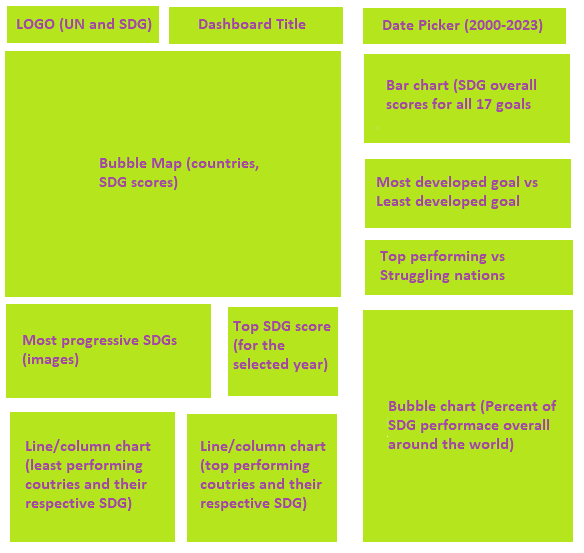 LOGO (UN and SDG)
Dashboard Title
Date Picker (2000-2023)
Bubble Map (countries,
SDG scores)
Bar chart (SDG overall
scores for all 17 goals
Most developed goal vs
Least developed goal
Top performing vs
Struggling nations
Most progressive SDGs
(images)
Top SDG score
(for the
selected year)
Bubble chart (Percent of
SDG performace overall
around the world)
Line/column chart
(least performing
coutries and their
respective SDG)
Line/column chart
(top performing
coutries and their
respective SDG)